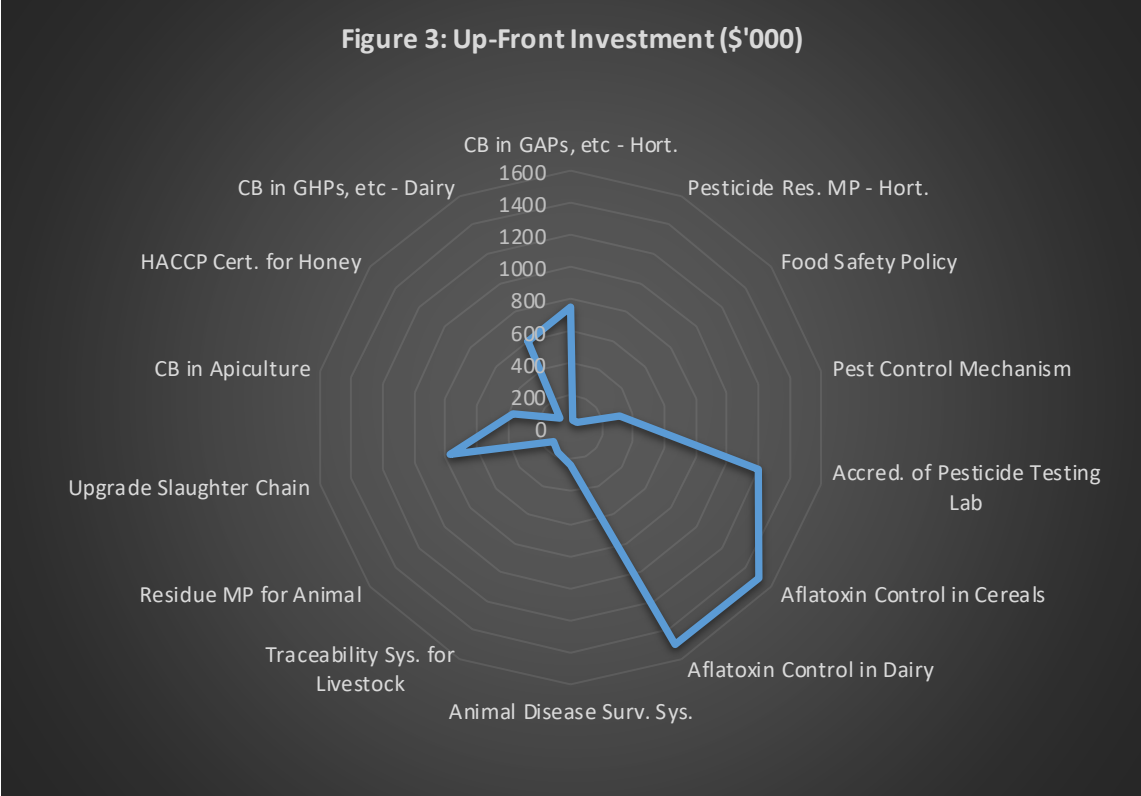 Figure 3: Up-Front Investment ($'000)
CB in GAPs, etc - Hort.
Pesticide Res. MP - Hort.
Food Safety Policy
Pest Control Mechanism
Accred. of Pesticide Testing
Lab
Aflatoxin Control in Cereals
Aflatoxin Control in Dairy
Animal Disease Surv. Sys.
Traceability Sys. for
Livestock
Residue MP for Animal
Upgrade Slaughter Chain
CB in Apiculture
HACCP Cert. for Honey
CB in GHPs, etc - Dairy
1600
1400
1200
1000
800
600
400
200
0